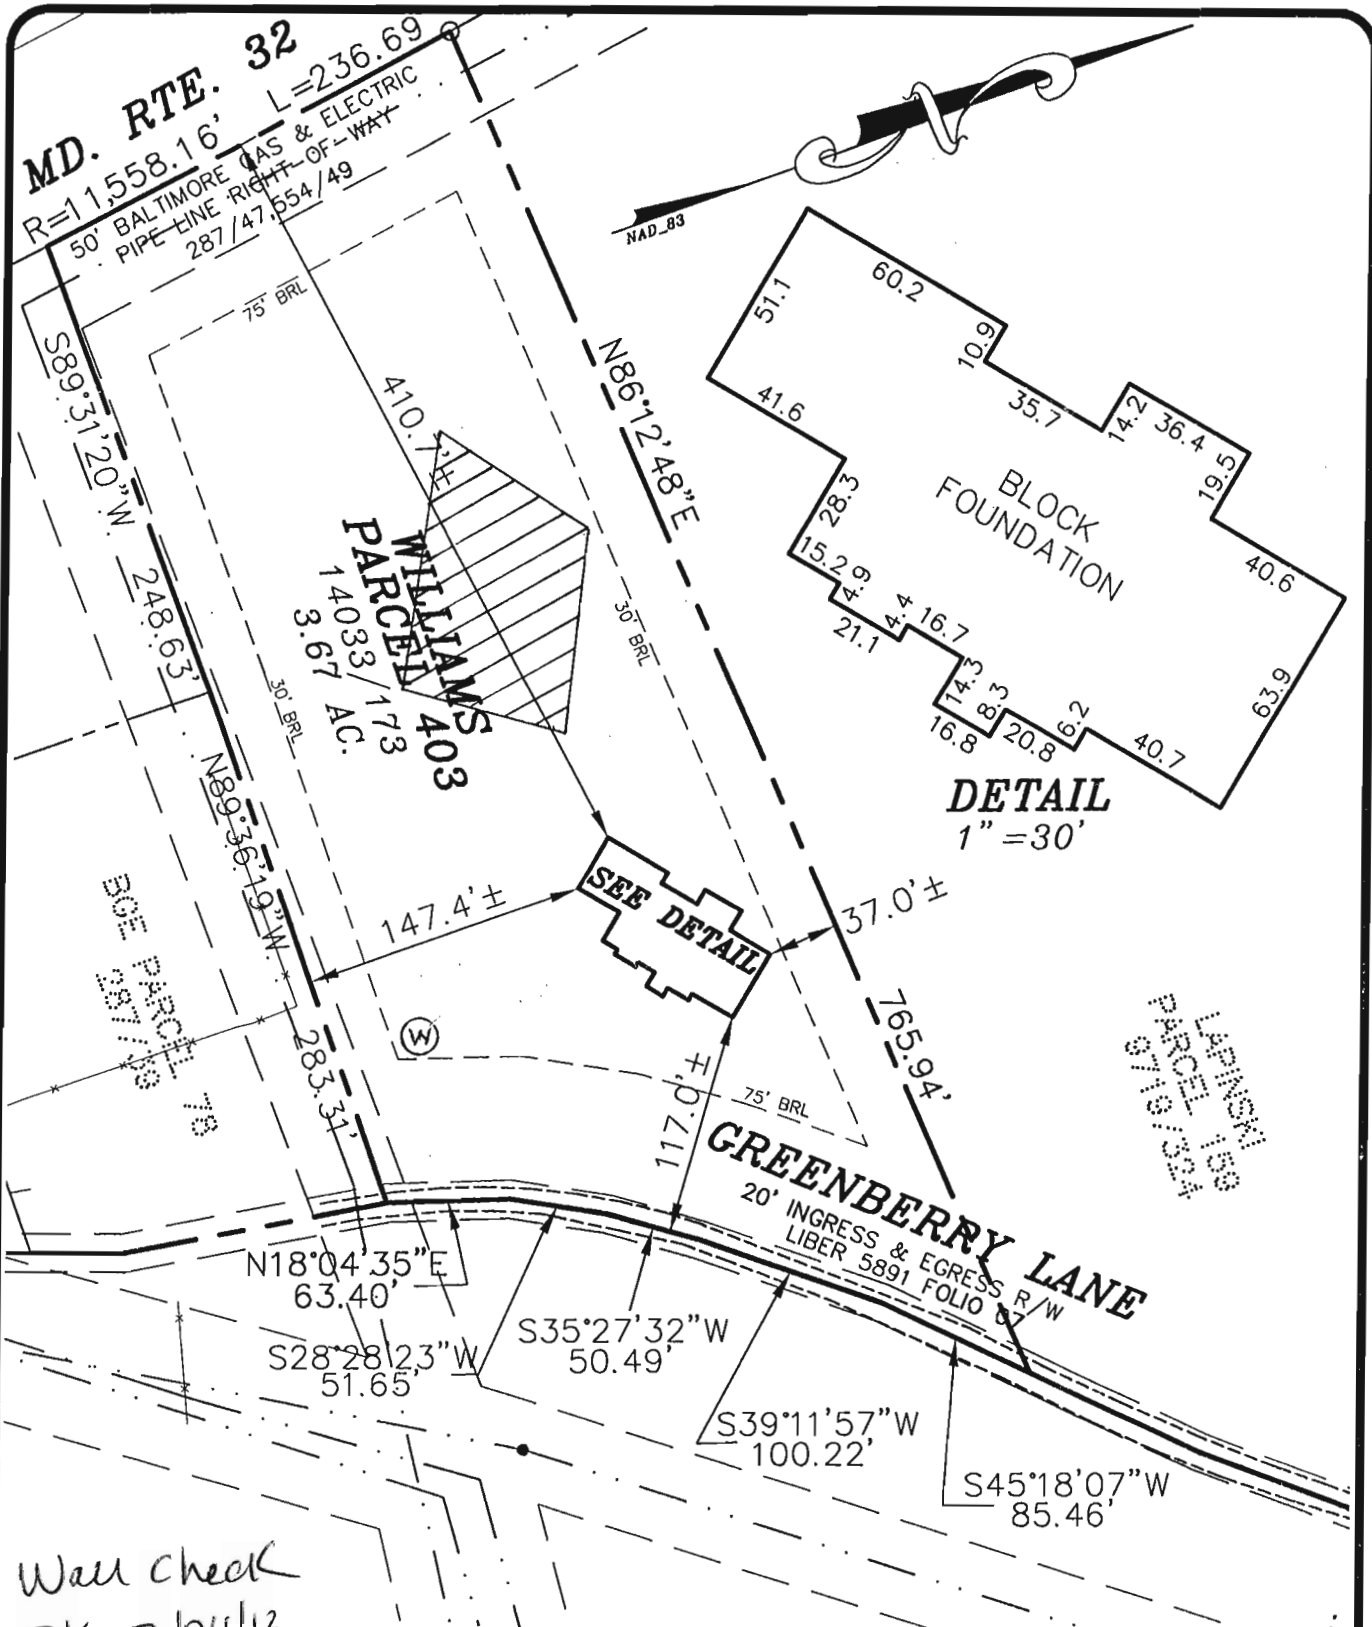 MD. RTE. 32
R=11,558.16' L=236.69
50' BALTIMORE GAS & ELECTRIC
PIPE LINE RIGHT-OF-WAY
287/47,554/49
NAD_83
75' BRL
S89°31'20"W 248.63'
410.7'±
N86°12'48"E
765.94'
30' BRL
30' BRL
WILLIAMS
PARCEL 403
14033 173
3.67 AC.
60.2
51.1
10.9
35.7
14.2
36.4
19.5
41.6
28.3
15.2
4.9
21.1
4.4
16.7
14.3
16.8
8.3
20.8
6.2
40.7
40.6
63.9
BLOCK
FOUNDATION
DETAIL
1"=30'
N89°36'19"W
283.31'
147.4'±
SEE DETAIL
37.0'±
BGE PARCEL 78
287/39
W
117.0'±
75' BRL
LAPINSKI
PARCEL 159
9719/324
GREENBERRY LANE
20' INGRESS & EGRESS R/W
LIBER 5891 FOLIO 07
N18°04'35"E
63.40'
S28°28'23"W
51.65'
S35°27'32"W
50.49'
S39°11'57"W
100.22'
S45°18'07"W
85.46'
Wall Check